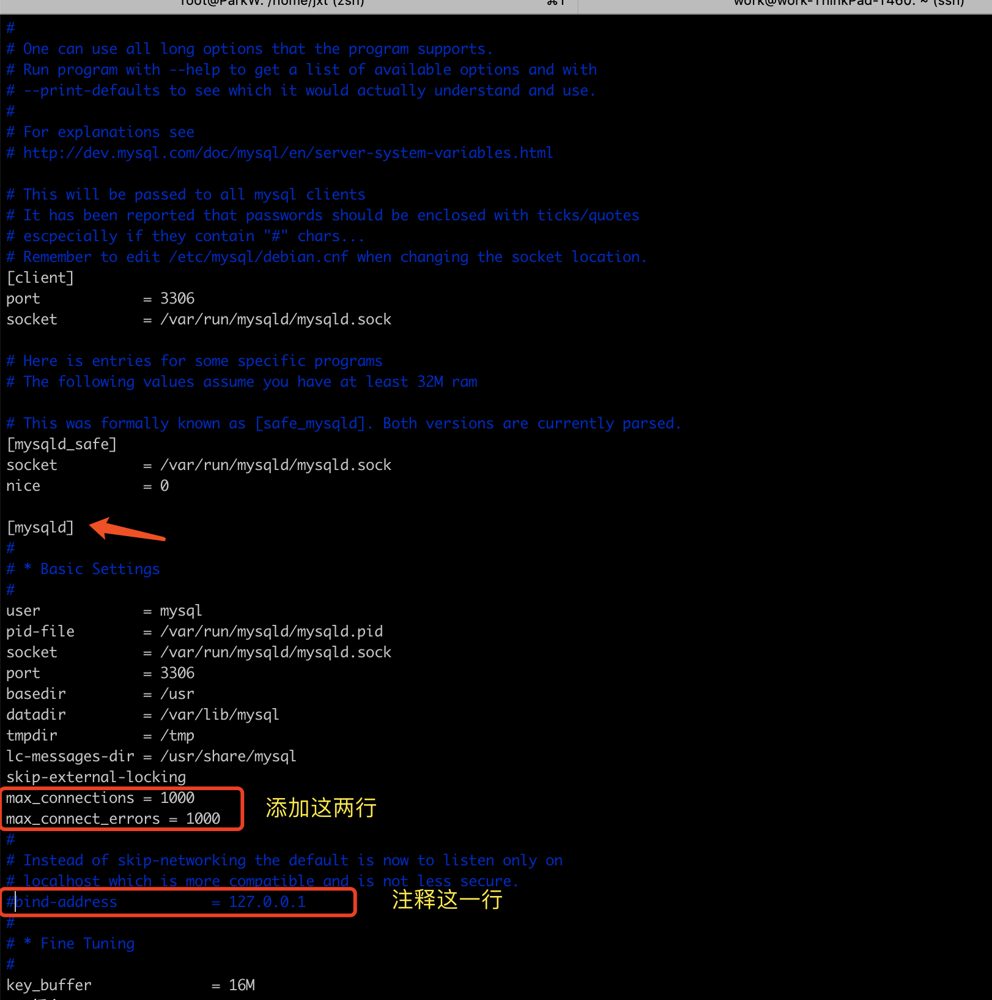 root@ParkW: /home/jxt (zsh) ⌘1 work@work-ThinkPad-T460: ~ (ssh)
#
# One can use all long options that the program supports.
# Run program with --help to get a list of available options and with
# --print-defaults to see which it would actually understand and use.
#
# For explanations see
# http://dev.mysql.com/doc/mysql/en/server-system-variables.html
# This will be passed to all mysql clients
# It has been reported that passwords should be enclosed with ticks/quotes
# escpecially if they contain "#" chars...
# Remember to edit /etc/mysql/debian.cnf when changing the socket location.
[client]
port = 3306
socket = /var/run/mysqld/mysqld.sock
# Here is entries for some specific programs
# The following values assume you have at least 32M ram
# This was formally known as [safe_mysqld]. Both versions are currently parsed.
[mysqld_safe]
socket = /var/run/mysqld/mysqld.sock
nice = 0
[mysqld]
#
# * Basic Settings
#
user = mysql
pid-file = /var/run/mysqld/mysqld.pid
socket = /var/run/mysqld/mysqld.sock
port = 3306
basedir = /usr
datadir = /var/lib/mysql
tmpdir = /tmp
lc-messages-dir = /usr/share/mysql
skip-external-locking
max_connections = 1000
max_connect_errors = 1000
添加这两行
#
# Instead of skip-networking the default is now to listen only on
# localhost which is more compatible and is not less secure.
#bind-address = 127.0.0.1 注释这一行
#
# * Fine Tuning
#
key_buffer = 16M